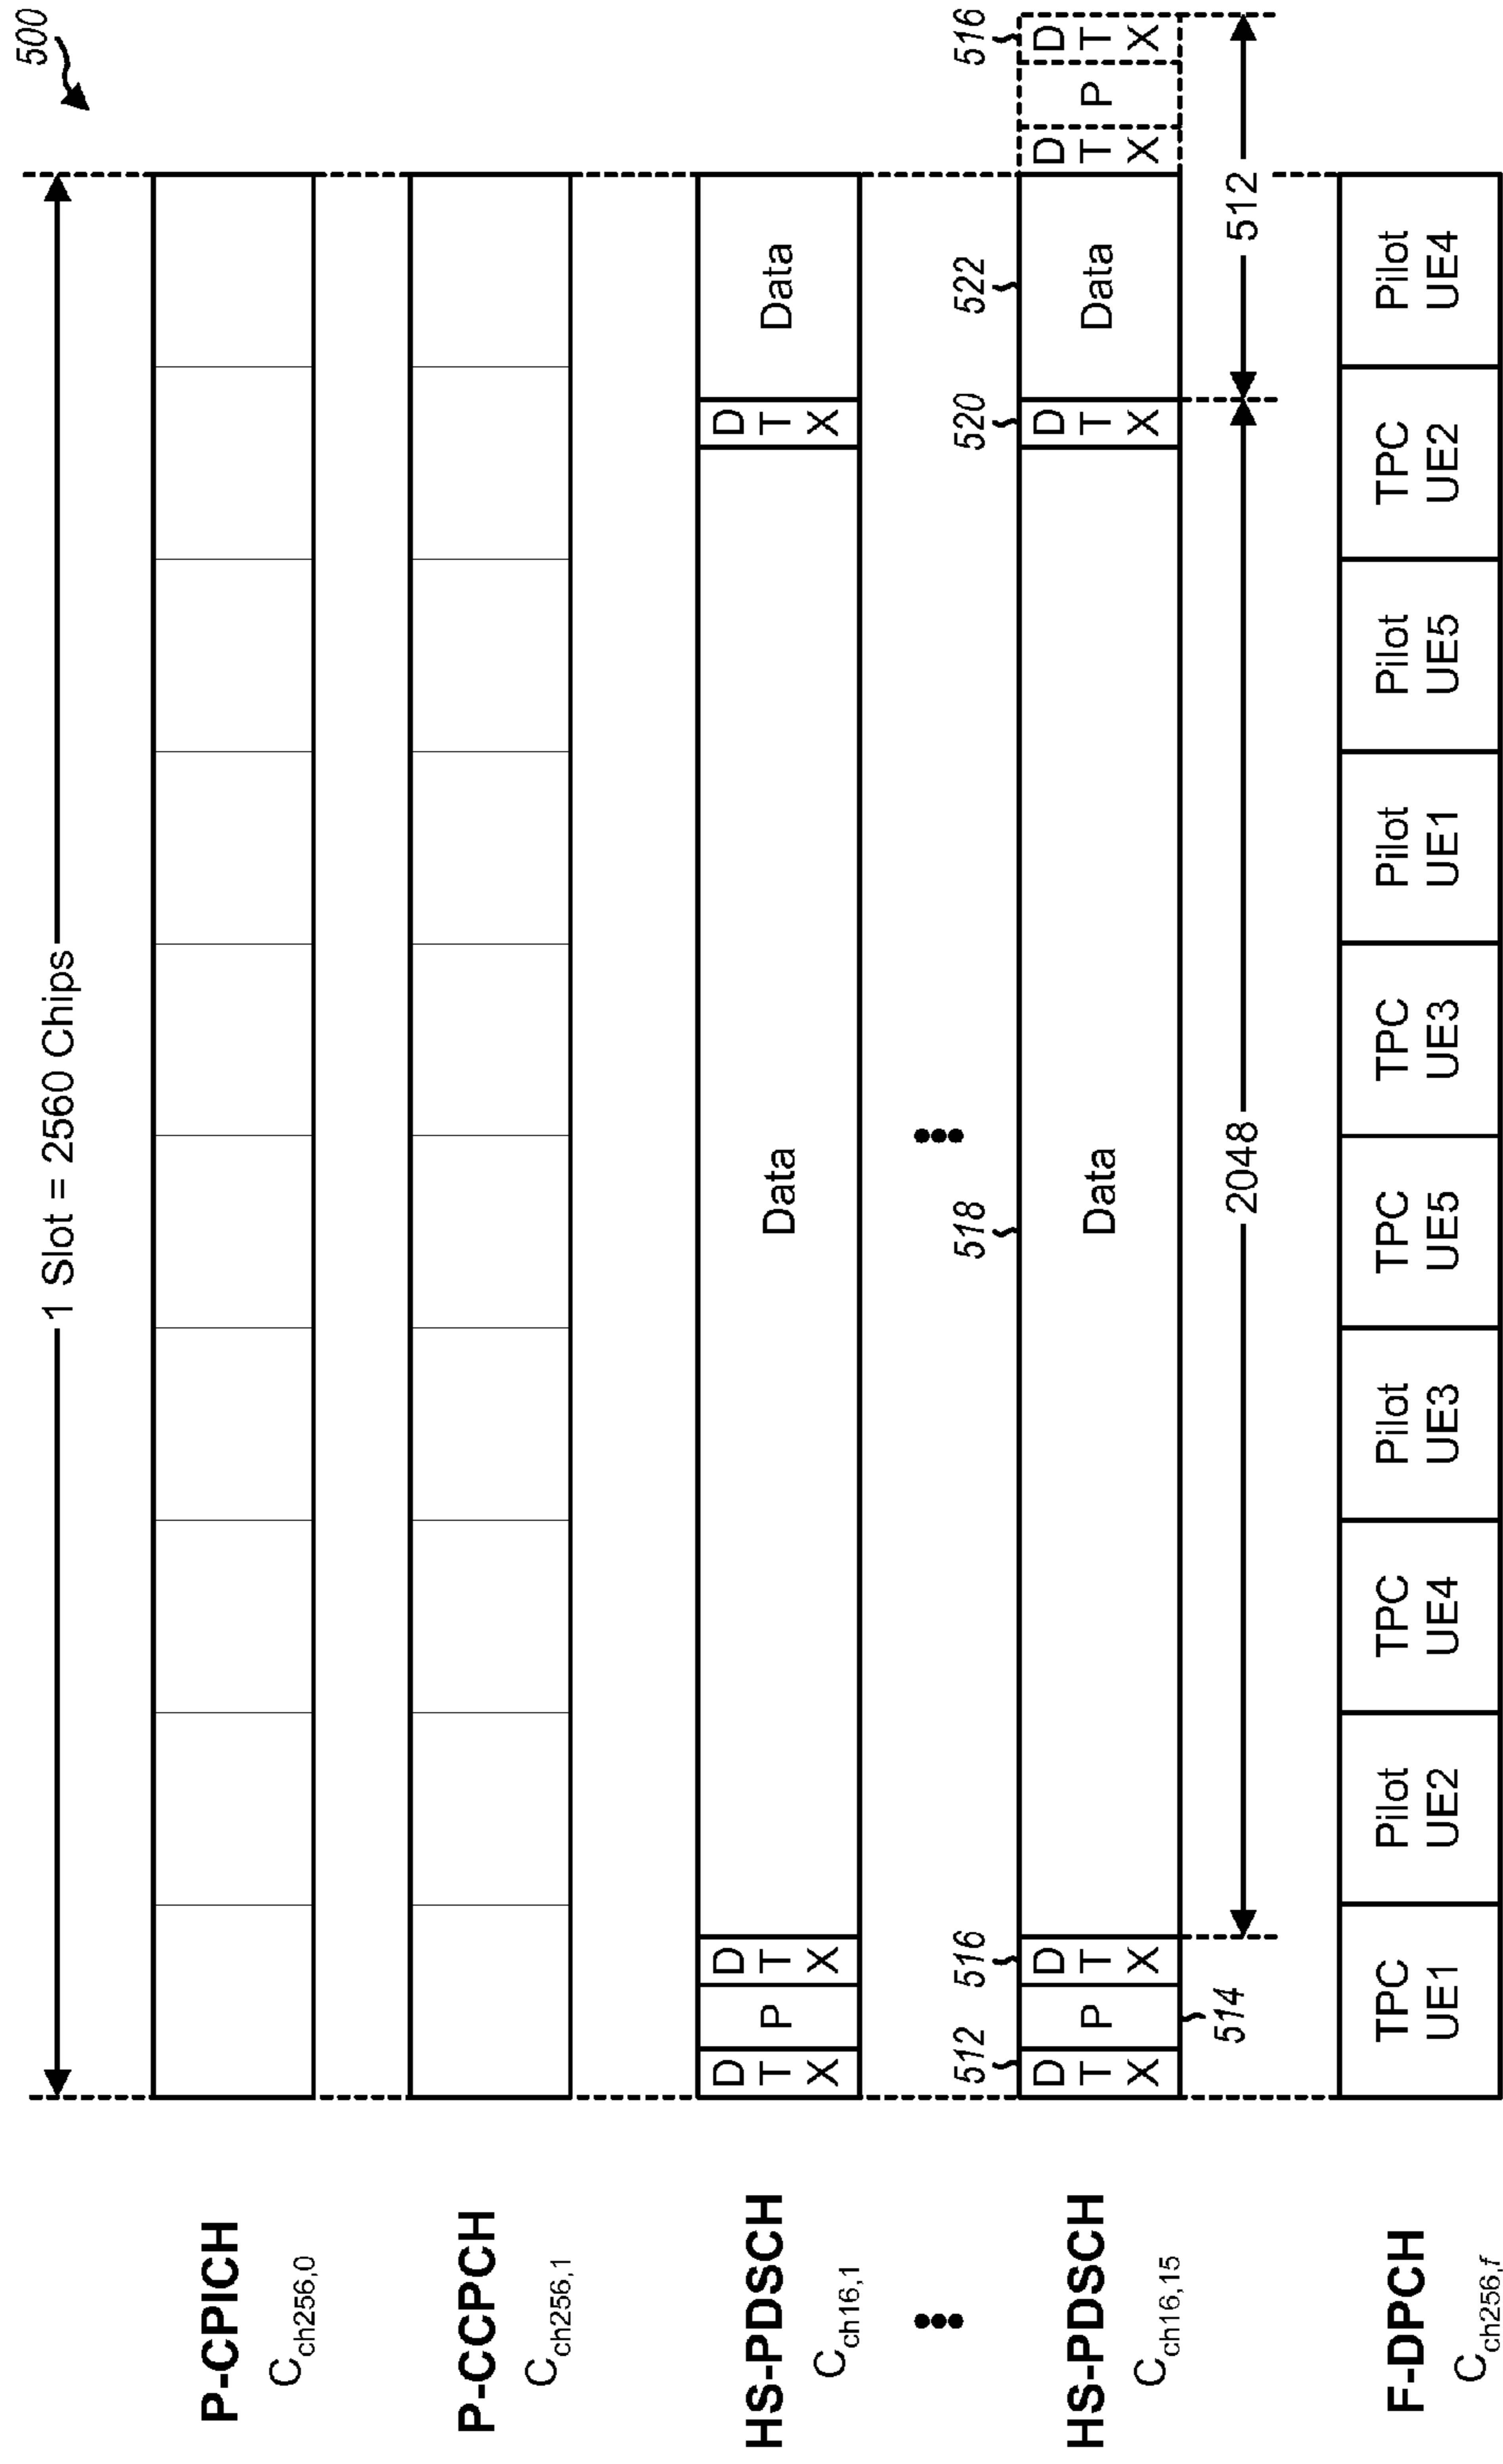 500
1 Slot = 2560 Chips
P-CPICH
Cch256,0
P-CCPCH
Cch256,1
HS-PDSCH
Cch16,1
DTX
P
DTX
Data
DTX
Data
512
516
518
520
522
516
HS-PDSCH
Cch16,15
DTX
P
DTX
Data
DTX
Data
DTX
P
DTX
514
2048
512
F-DPCH
Cch256,f
TPC
UE1
Pilot
UE2
TPC
UE4
Pilot
UE3
TPC
UE5
TPC
UE3
Pilot
UE1
Pilot
UE5
TPC
UE2
Pilot
UE4